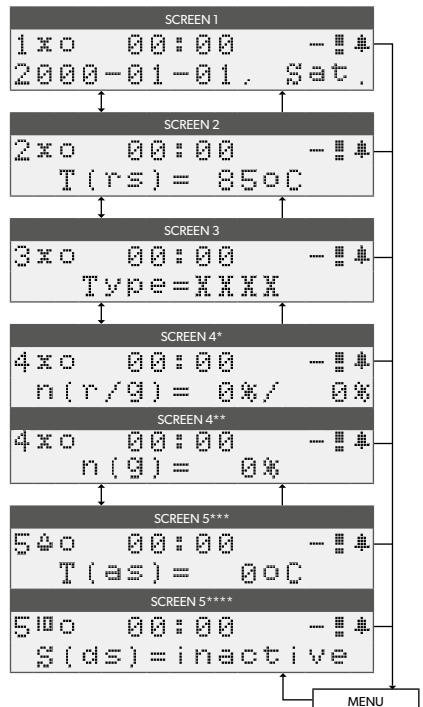 SCREEN 1
1xo 00:00 -!
2000-01-01, Sat.
SCREEN 2
2xo 00:00 -!
T(rs)= 85oC
SCREEN 3
3xo 00:00 -!
Type=XXXX
SCREEN 4*
4xo 00:00 -!
n(r/g)= 0%/ 0%
SCREEN 4**
4xo 00:00 -!
n(g)= 0%
SCREEN 5***
5 o 00:00 -!
T(as)= 0oC
SCREEN 5****
5 o 00:00 -!
S(ds)=inactive
MENU